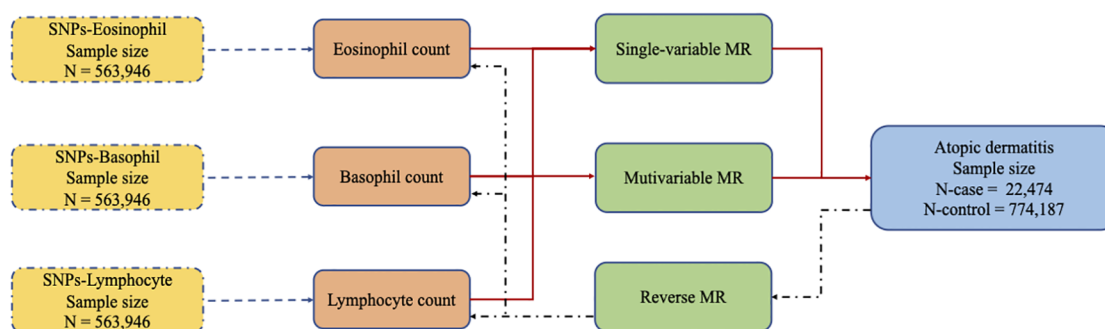 SNPs-Eosinophil
Sample size
N = 563,946
Eosinophil count
Single-variable MR
SNPs-Basophil
Sample size
N = 563,946
Basophil count
Mutivariable MR
Atopic dermatitis
Sample size
N-case = 22,474
N-control = 774,187
SNPs-Lymphocyte
Sample size
N = 563,946
Lymphocyte count
Reverse MR